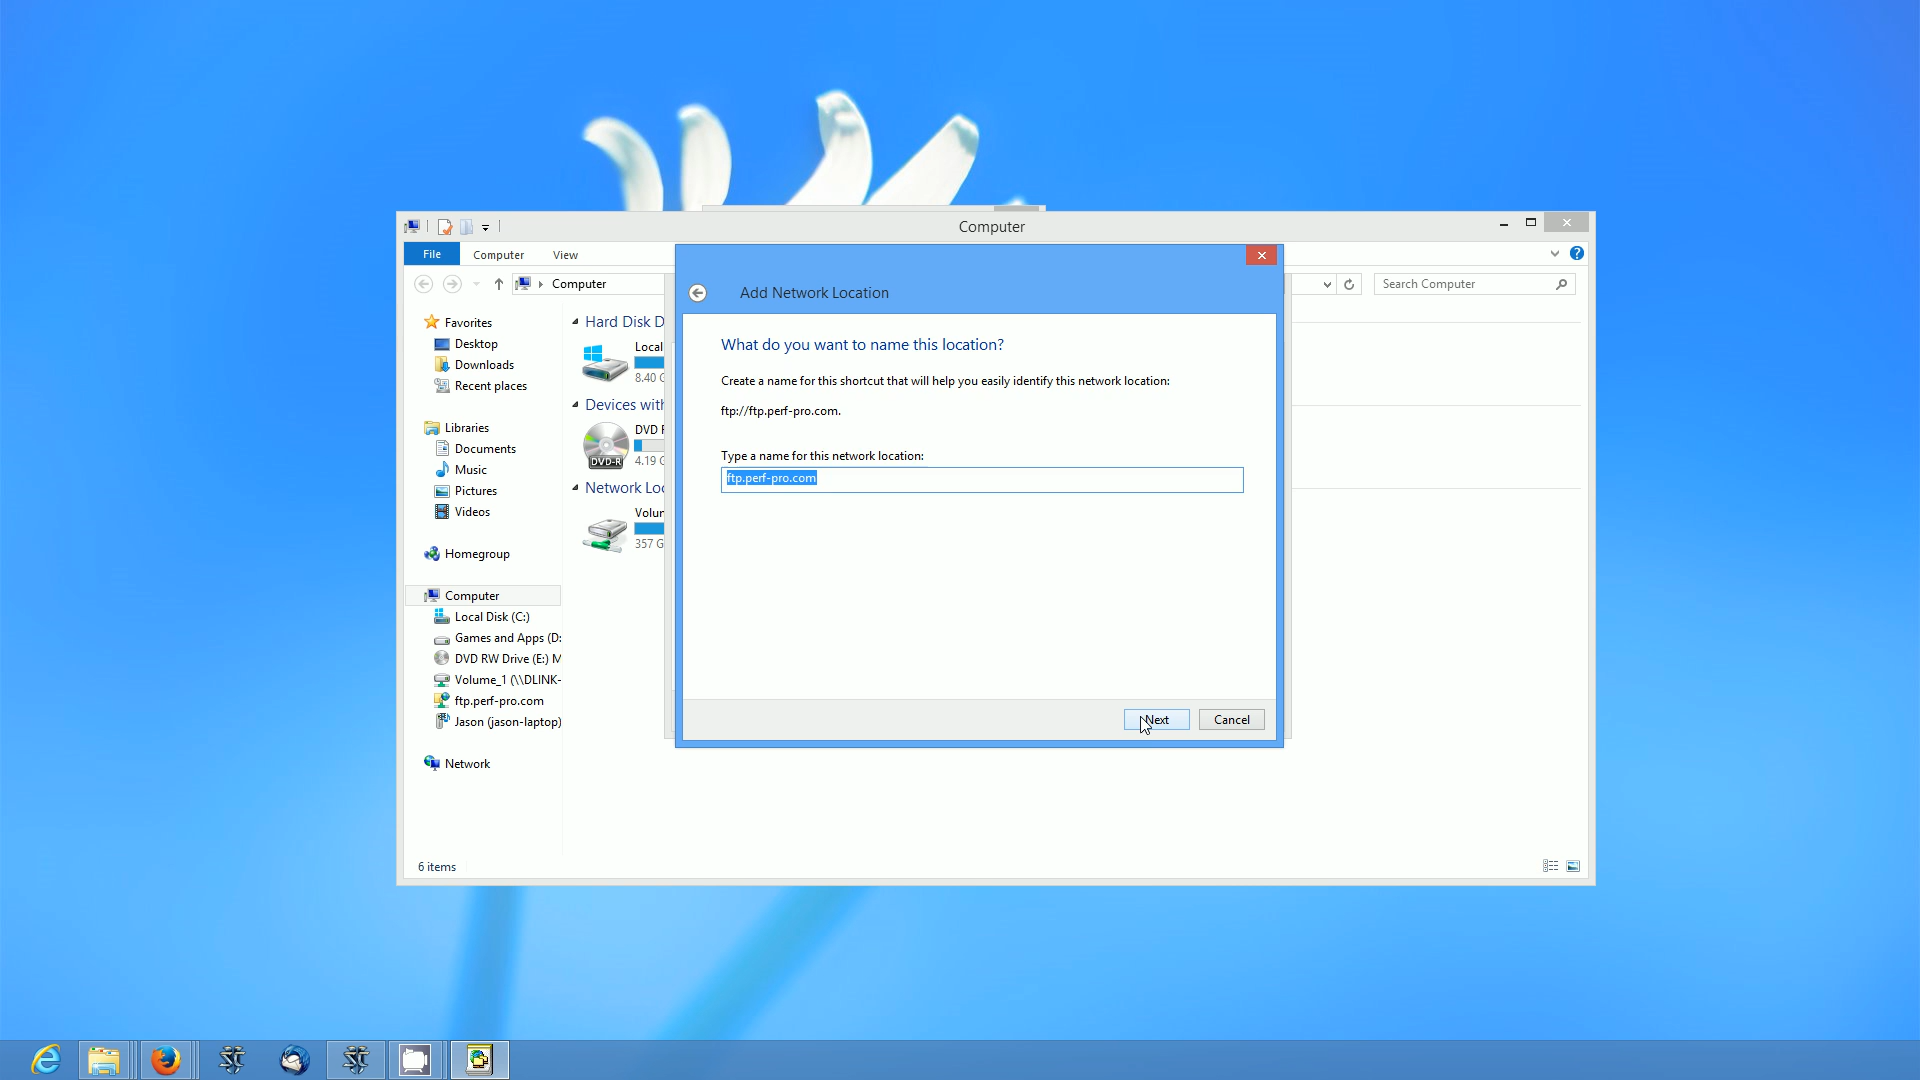 Computer
File
Computer
View
Computer
Search Computer
Add Network Location
What do you want to name this location?
Create a name for this shortcut that will help you easily identify this network location:
ftp://ftp.perf-pro.com.
Type a name for this network location:
ftp.perf-pro.com
Next
Cancel
Favorites
Desktop
Downloads
Recent places
Libraries
Documents
Music
Pictures
Videos
Homegroup
Computer
Local Disk (C:)
Games and Apps (D:
DVD RW Drive (E:) M
Volume_1 (\\DLINK-
ftp.perf-pro.com
Jason (jason-laptop)
Network
Hard Disk D
Local
8.40 G
Devices with
DVD R
DVD-R
4.19 G
Network Loc
Volum
357 G
6 items